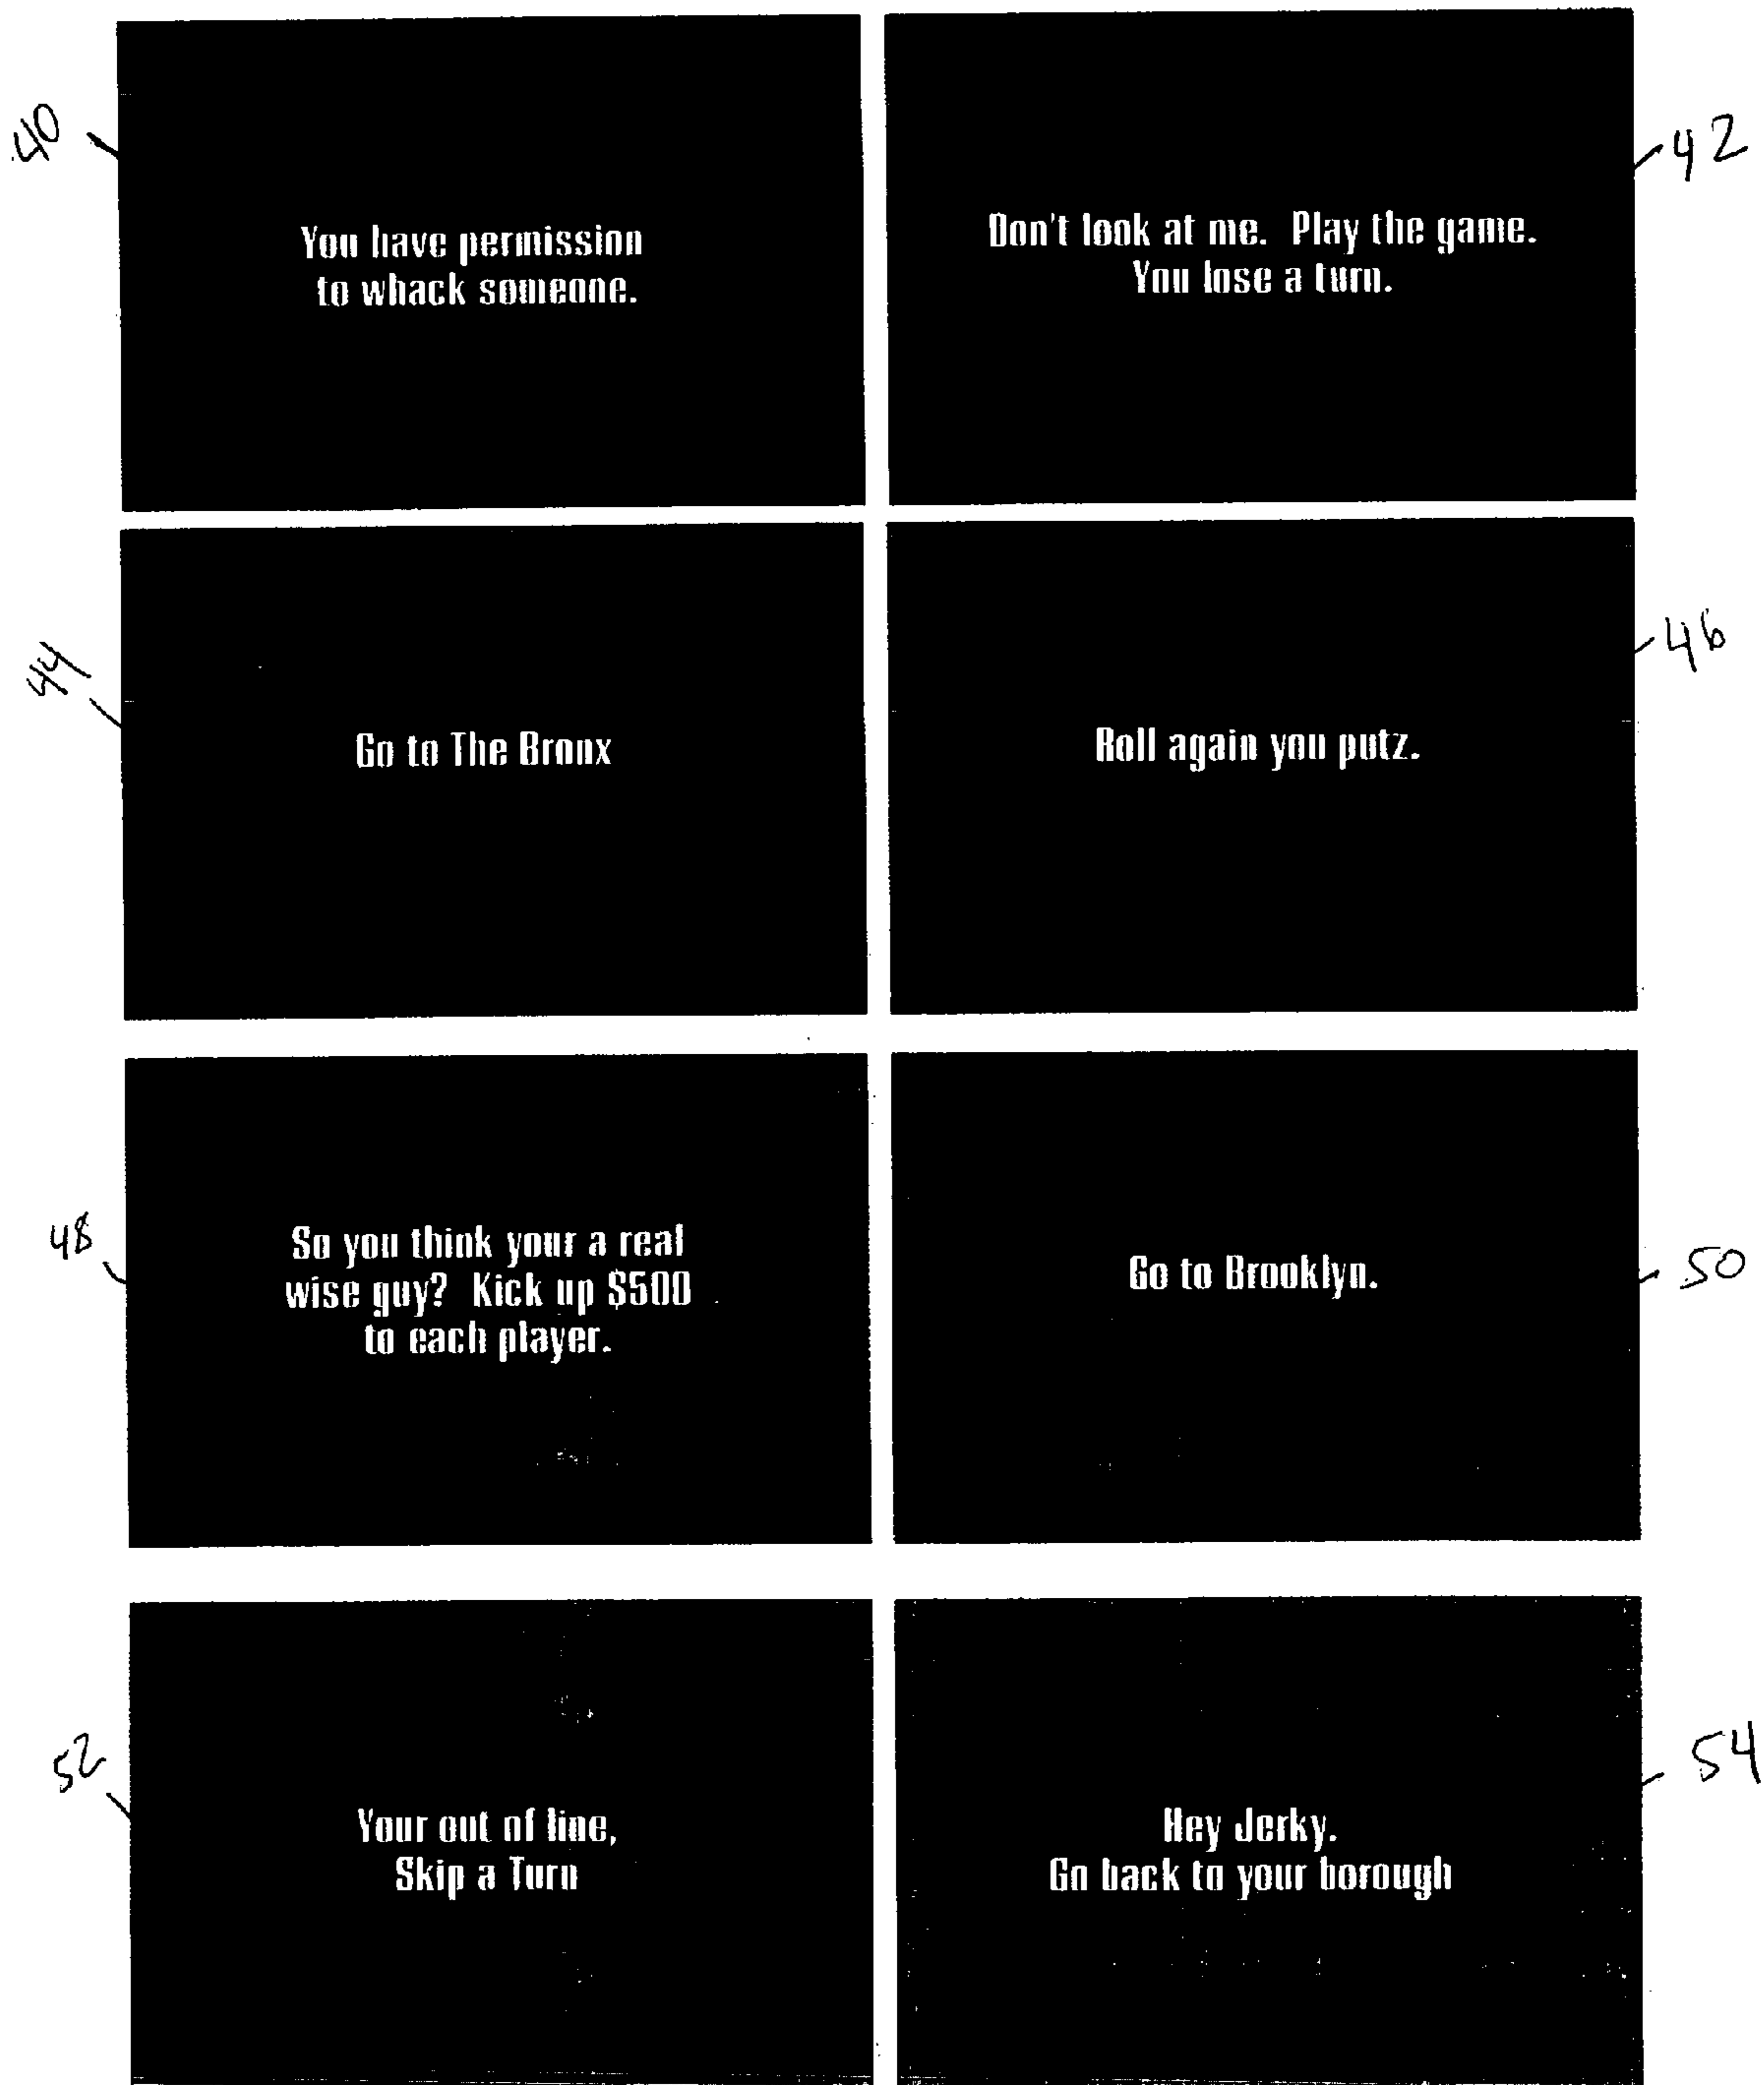 40
You have permission
to whack someone.
42
Don't look at me. Play the game.
You lose a turn.
44
Go to The Bronx
46
Roll again you putz.
48
So you think your a real
wise guy? Kick up $500
to each player.
50
Go to Brooklyn.
52
Your out of line,
Skip a Turn
54
Hey Jerky.
Go back to your borough